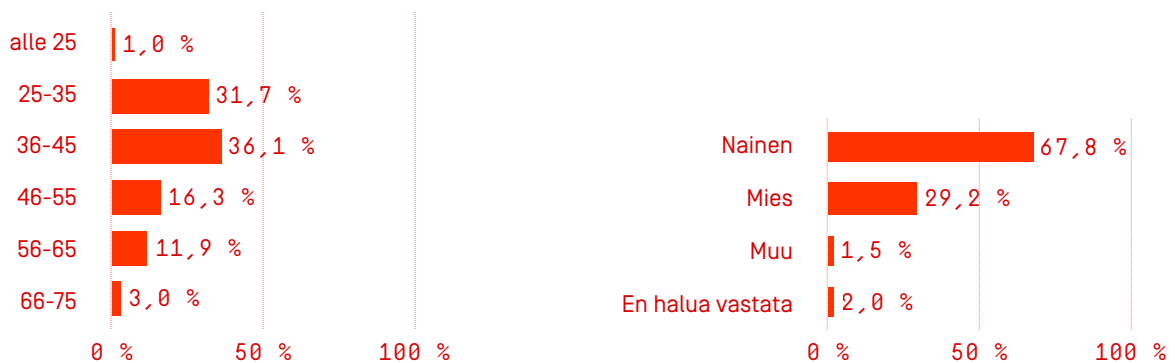 alle 25 1,0 %
25-35 31,7 %
36-45 36,1 %
46-55 16,3 %
56-65 11,9 %
66-75 3,0 %
0 % 50 % 100 %
Nainen 67,8 %
Mies 29,2 %
Muu 1,5 %
En halua vastata 2,0 %
0 % 50 % 100 %